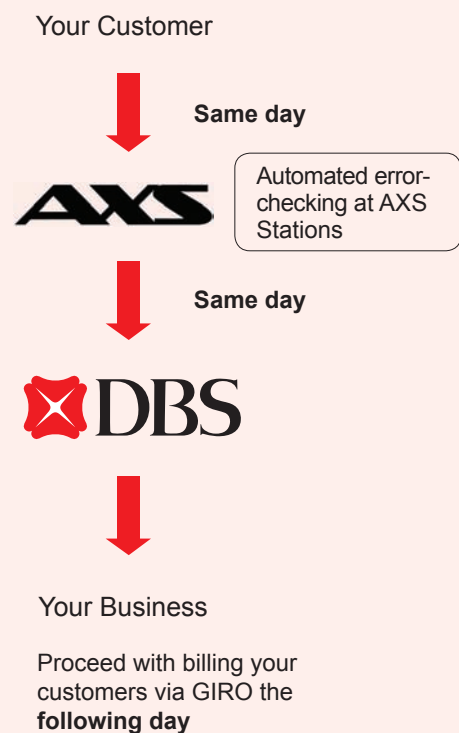 Your Customer
Same day
AXS
Automated error-
checking at AXS
Stations
Same day
DBS
Your Business
Proceed with billing your
customers via GIRO the
following day